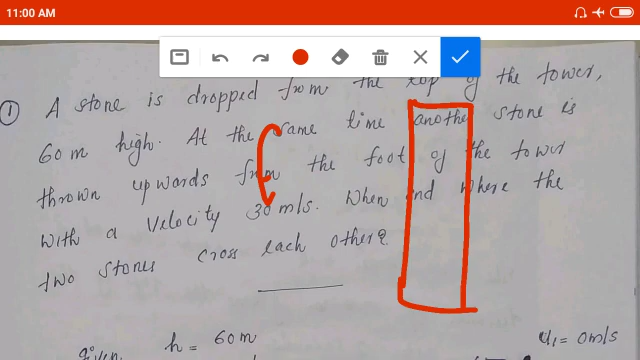 11:00 AM
① A stone is dropped from the top of the tower,
60 m high. At the same time another stone is
thrown upwards from the foot of the tower
with a velocity 30 m/s. When and where the
two stones cross each other?
given h = 60m u₁ = 0m/s